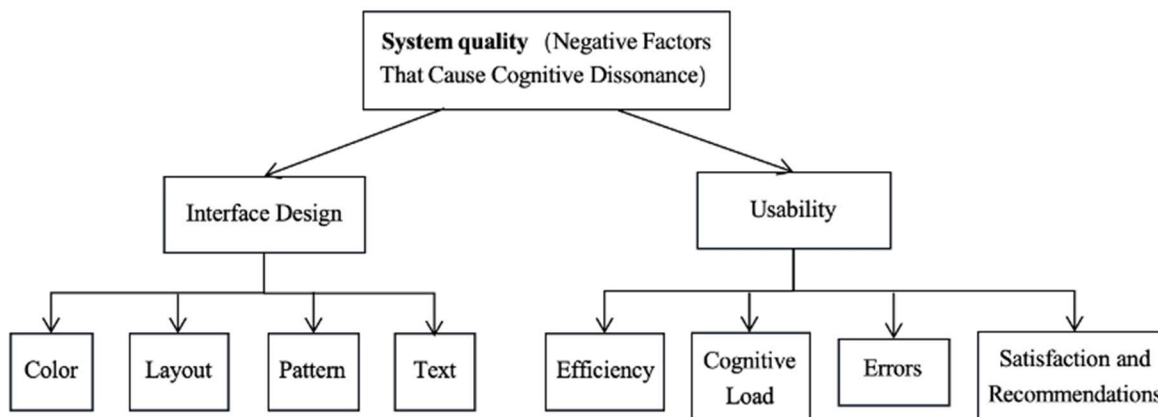 System quality (Negative Factors
That Cause Cognitive Dissonance)
Interface Design
Usability
Color
Layout
Pattern
Text
Efficiency
Cognitive
Load
Errors
Satisfaction and
Recommendations